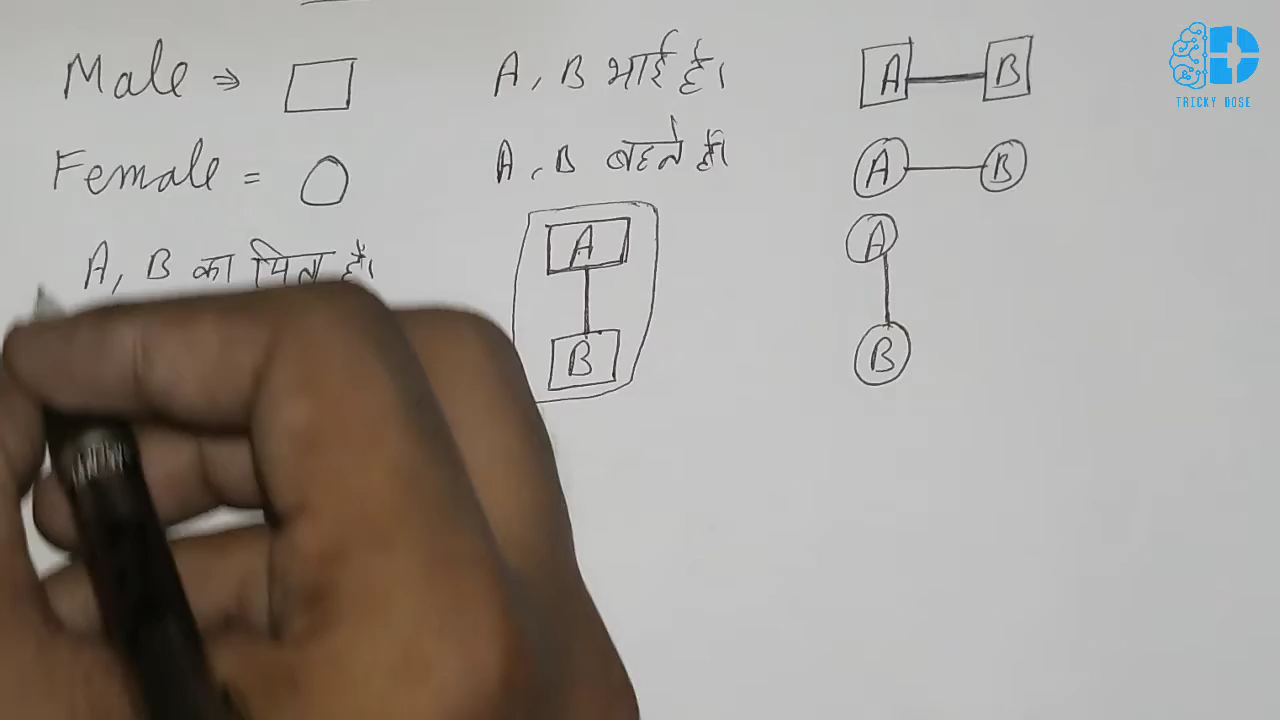 Male ⇒ □ A, B भाई है। A — B
Female = ○ A, B बहने हैं। A — B
A, B का पिता है। A A
B B
TRICKY DOSE